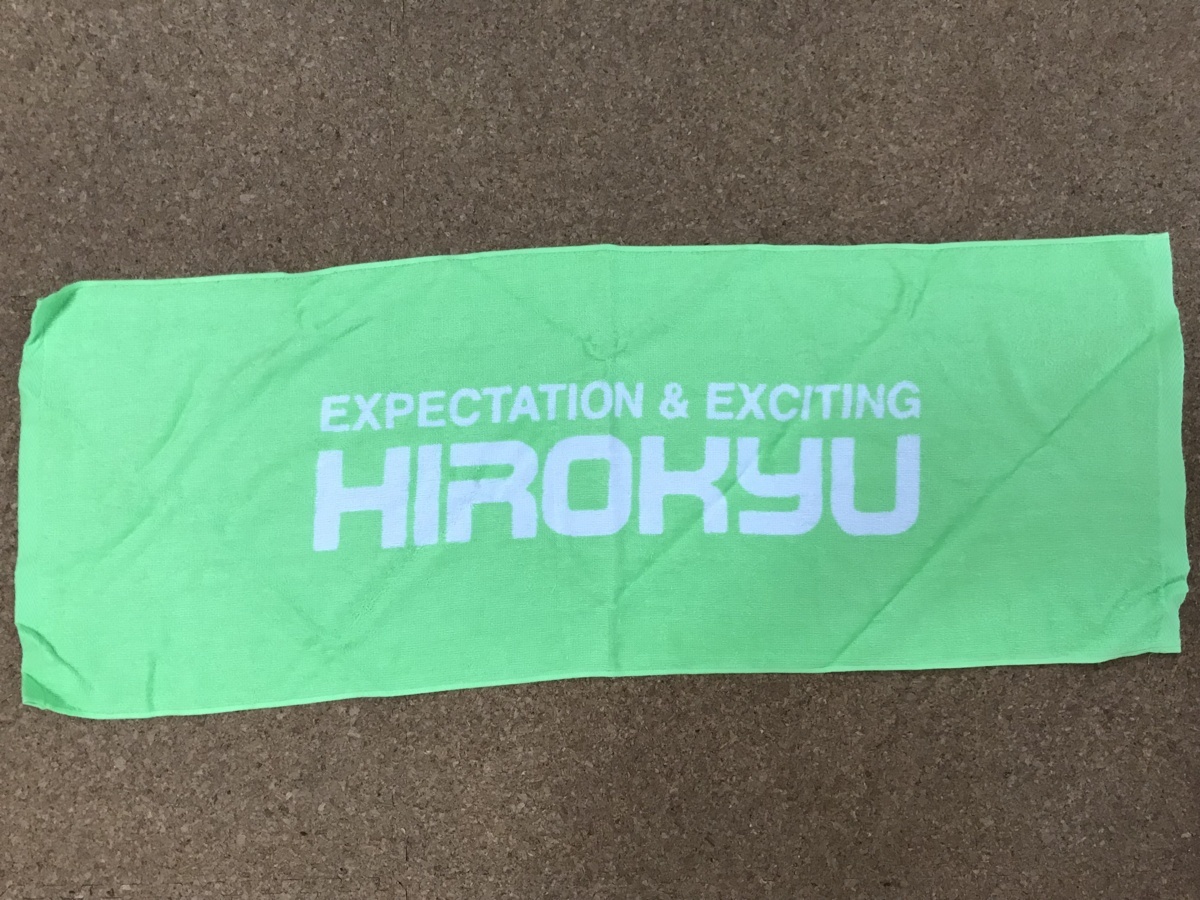 EXPECTATION & EXCITING
HIROKYU